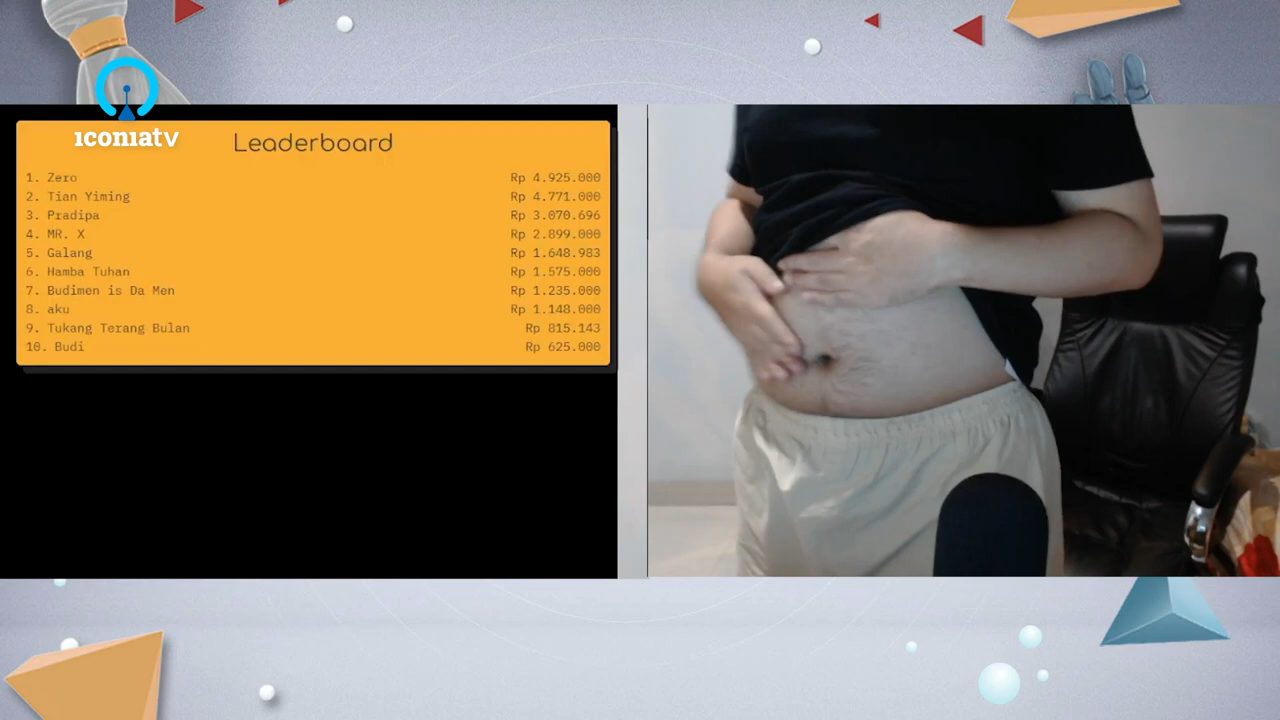 ıconıatv
Leaderboard
1. Zero Rp 4.925.000
2. Tian Yiming Rp 4.771.000
3. Pradipa Rp 3.070.696
4. MR. X Rp 2.899.000
5. Galang Rp 1.648.983
6. Hamba Tuhan Rp 1.575.000
7. Budimen is Da Men Rp 1.235.000
8. aku Rp 1.148.000
9. Tukang Terang Bulan Rp 815.143
10. Budi Rp 625.000